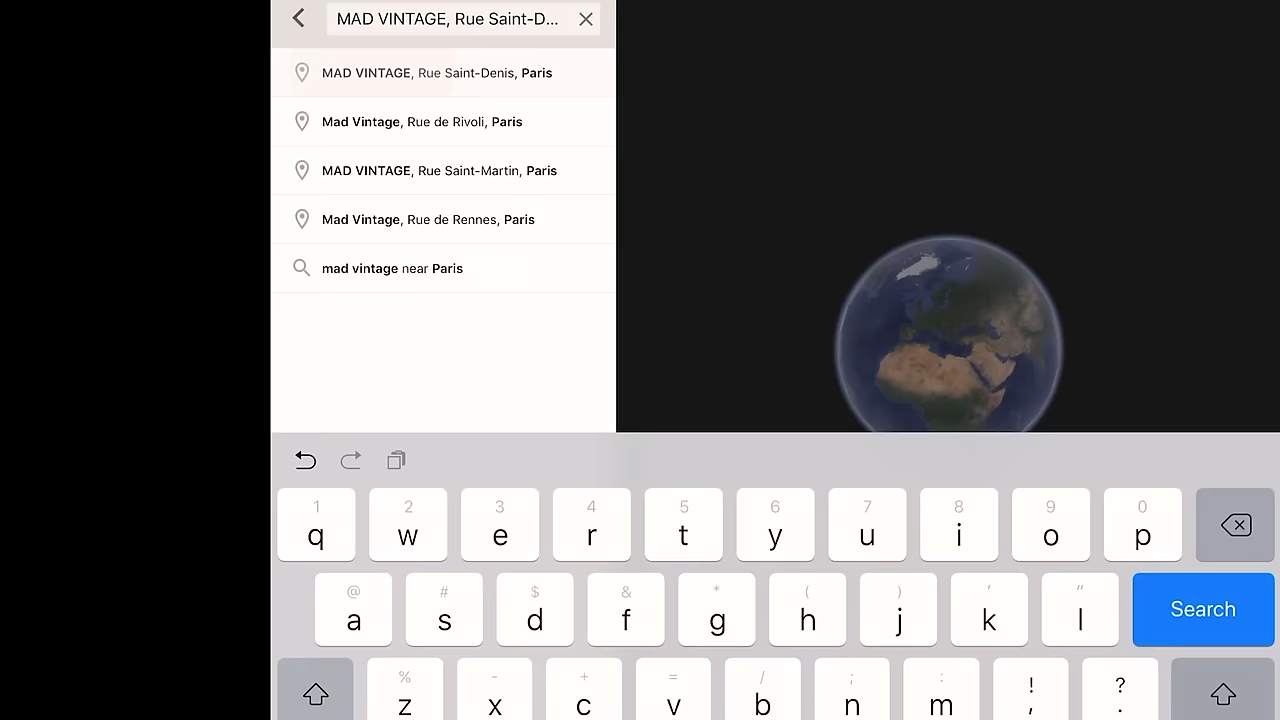 MAD VINTAGE, Rue Saint-D...
MAD VINTAGE, Rue Saint-Denis, Paris
Mad Vintage, Rue de Rivoli, Paris
MAD VINTAGE, Rue Saint-Martin, Paris
Mad Vintage, Rue de Rennes, Paris
mad vintage near Paris
1 2 3 4 5 6 7 8 9 0
q w e r t y u i o p
@ # $ & * ( ) ' "
a s d f g h j k l Search
% - + = / ; : ! ?
z x c v b n m , .